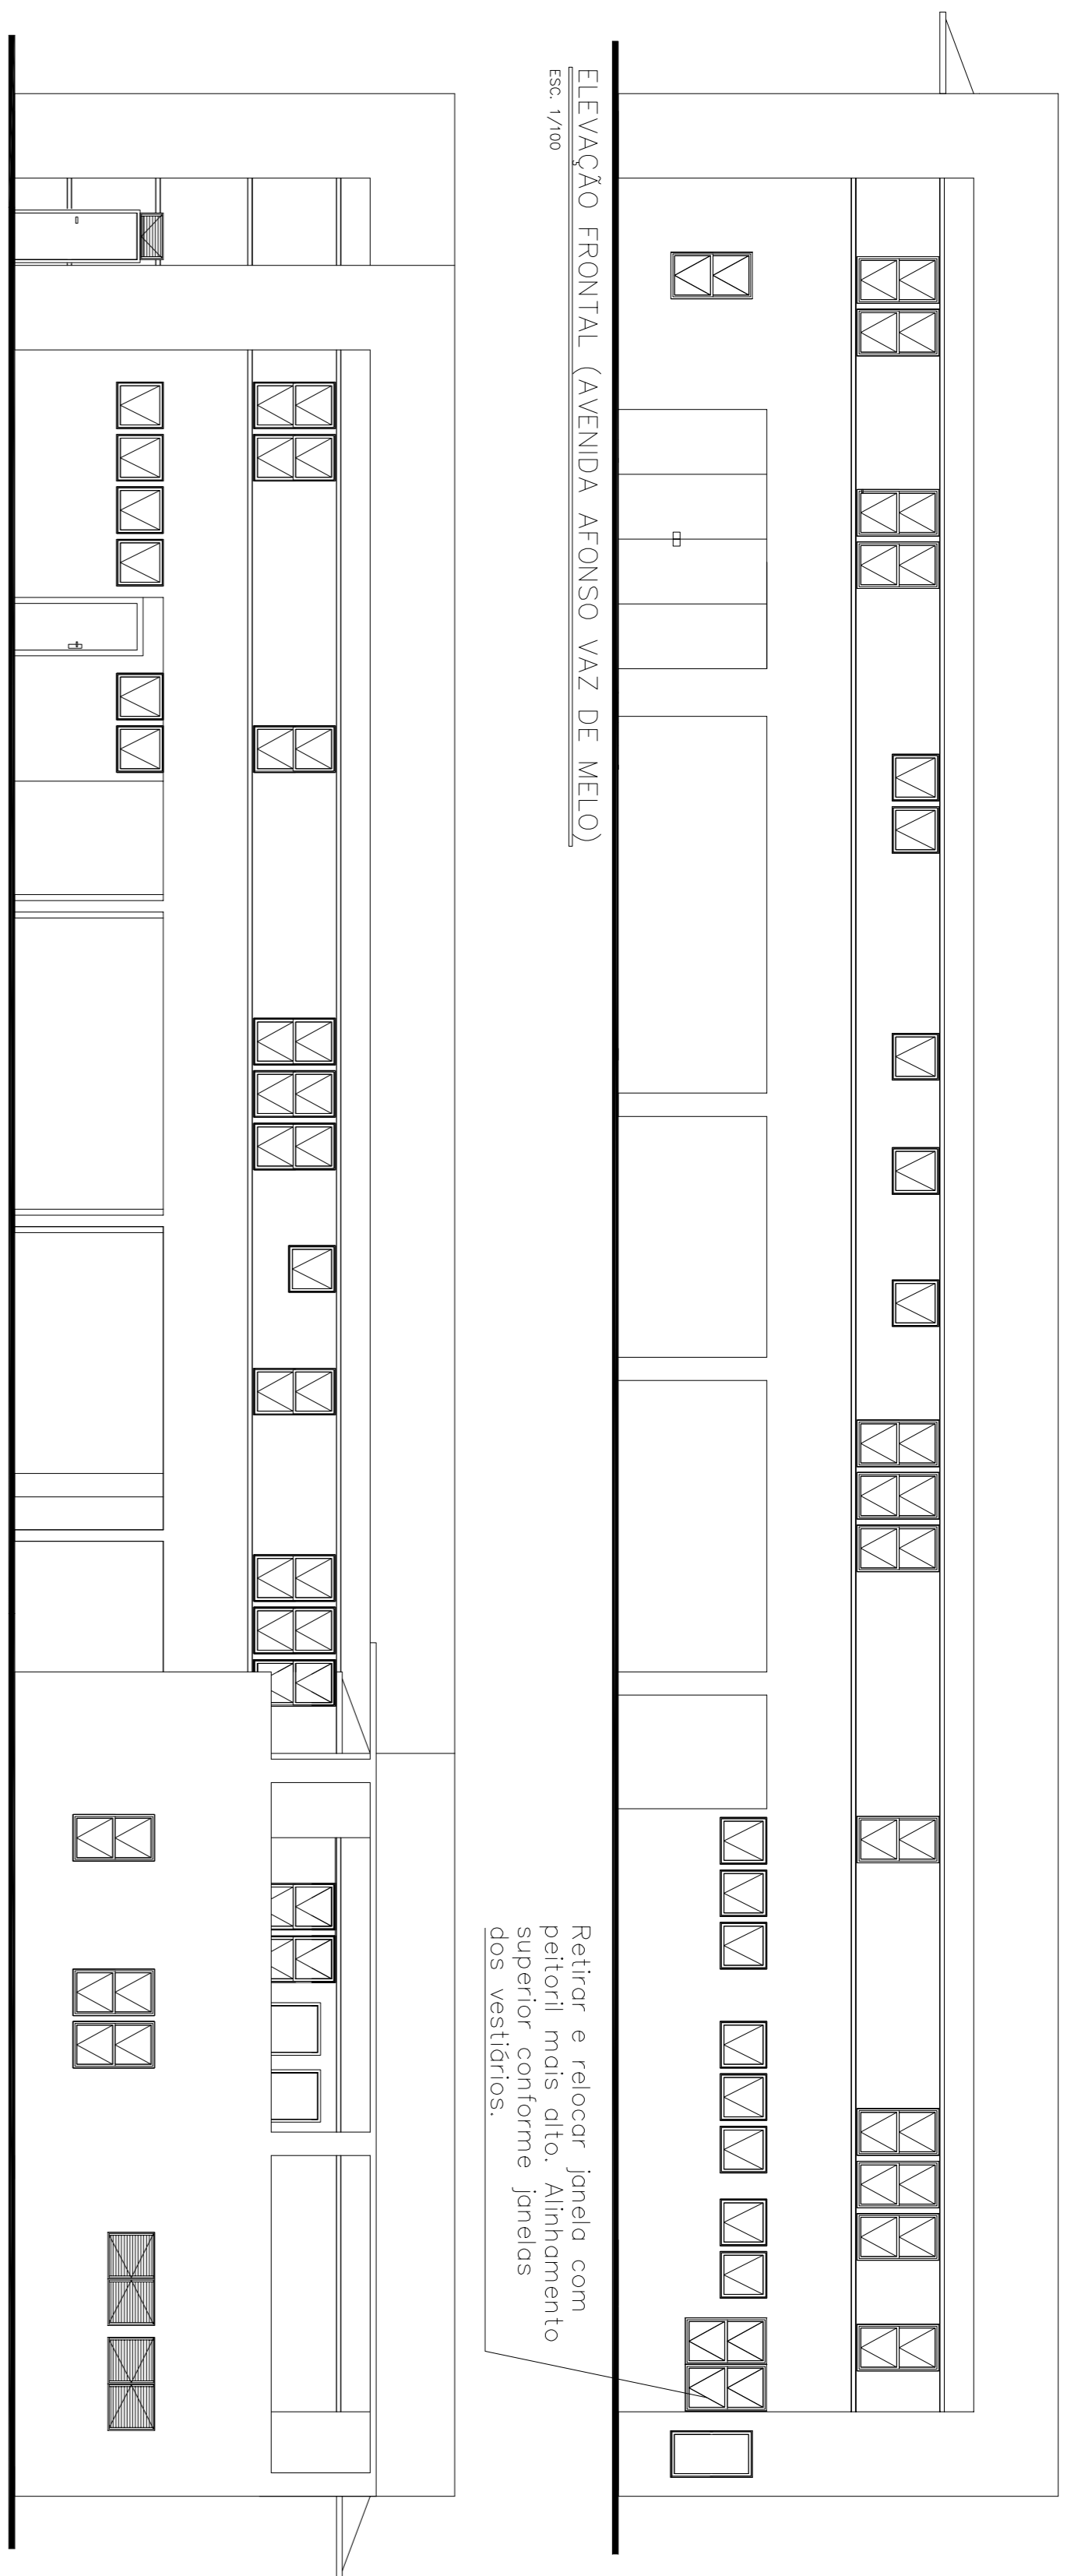 ELEVAÇÃO FRONTAL (AVENIDA AFONSO VAZ DE MELO)
ESC. 1/100
Retirar e relocar janela com
peitoril mais alto. Alinhamento
superior conforme janelas
dos vestiários.